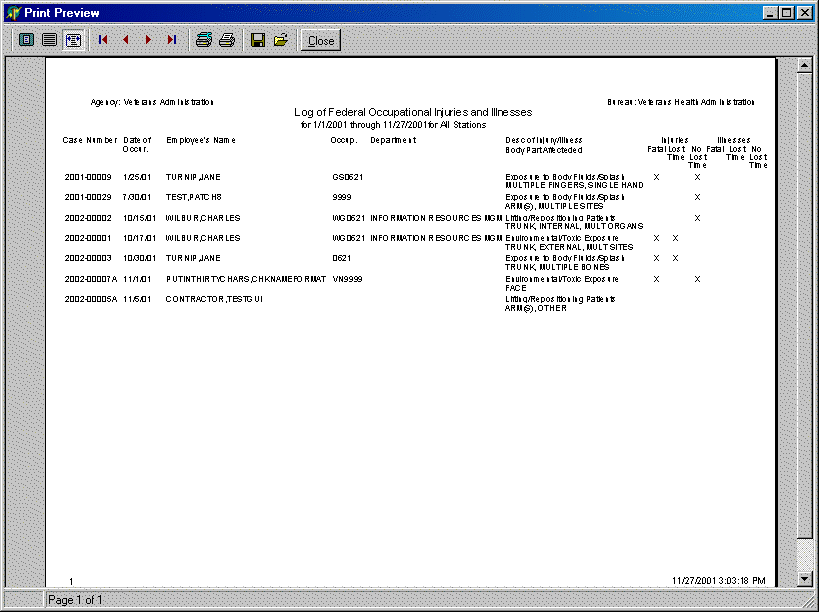 Print Preview
Close
Agency: Veterans Administration
Bureau: Veterans Health Administration
Log of Federal Occupational Injuries and Illnesses
for 1/1/2001 through 11/27/2001for All Stations
Case Number Date of Employee's Name Occup. Department Desc of Injury/Illness Injuries Illnesses
Occur. Body Part Affecteded Fatal Lost No Fatal Lost No
Time Lost Time Lost
Time Time
2001-00009 1/25/01 TURNIP,JANE GS0621 Exposure to Body Fluids/Splash X X
MULTIPLE FINGERS, SINGLE HAND
2001-00029 7/30/01 TEST,PATCH8 9999 Exposure to Body Fluids/Splash X
ARM(S), MULTIPLE SITES
2002-00002 10/15/01 WILBUR,CHARLES WG0621 INFORMATION RESOURCES MGM Lifting/Repositioning Patients X
TRUNK, INTERNAL, MULT ORGANS
2002-00001 10/17/01 WILBUR,CHARLES WG0621 INFORMATION RESOURCES MGM Environmental/Toxic Exposure X X
TRUNK, EXTERNAL, MULT SITES
2002-00003 10/30/01 TURNIP,JANE 0621 Exposure to Body Fluids/Splash X X
TRUNK, MULTIPLE BONES
2002-00007A 11/1/01 PUTINTHIRTYCHARS,CHKNAMEFORMAT VN9999 Environmental/Toxic Exposure X X
FACE
2002-00005A 11/5/01 CONTRACTOR,TESTGUI Lifting/Repositioning Patients
ARM(S), OTHER
1 11/27/2001 3:03:18 PM
Page 1 of 1